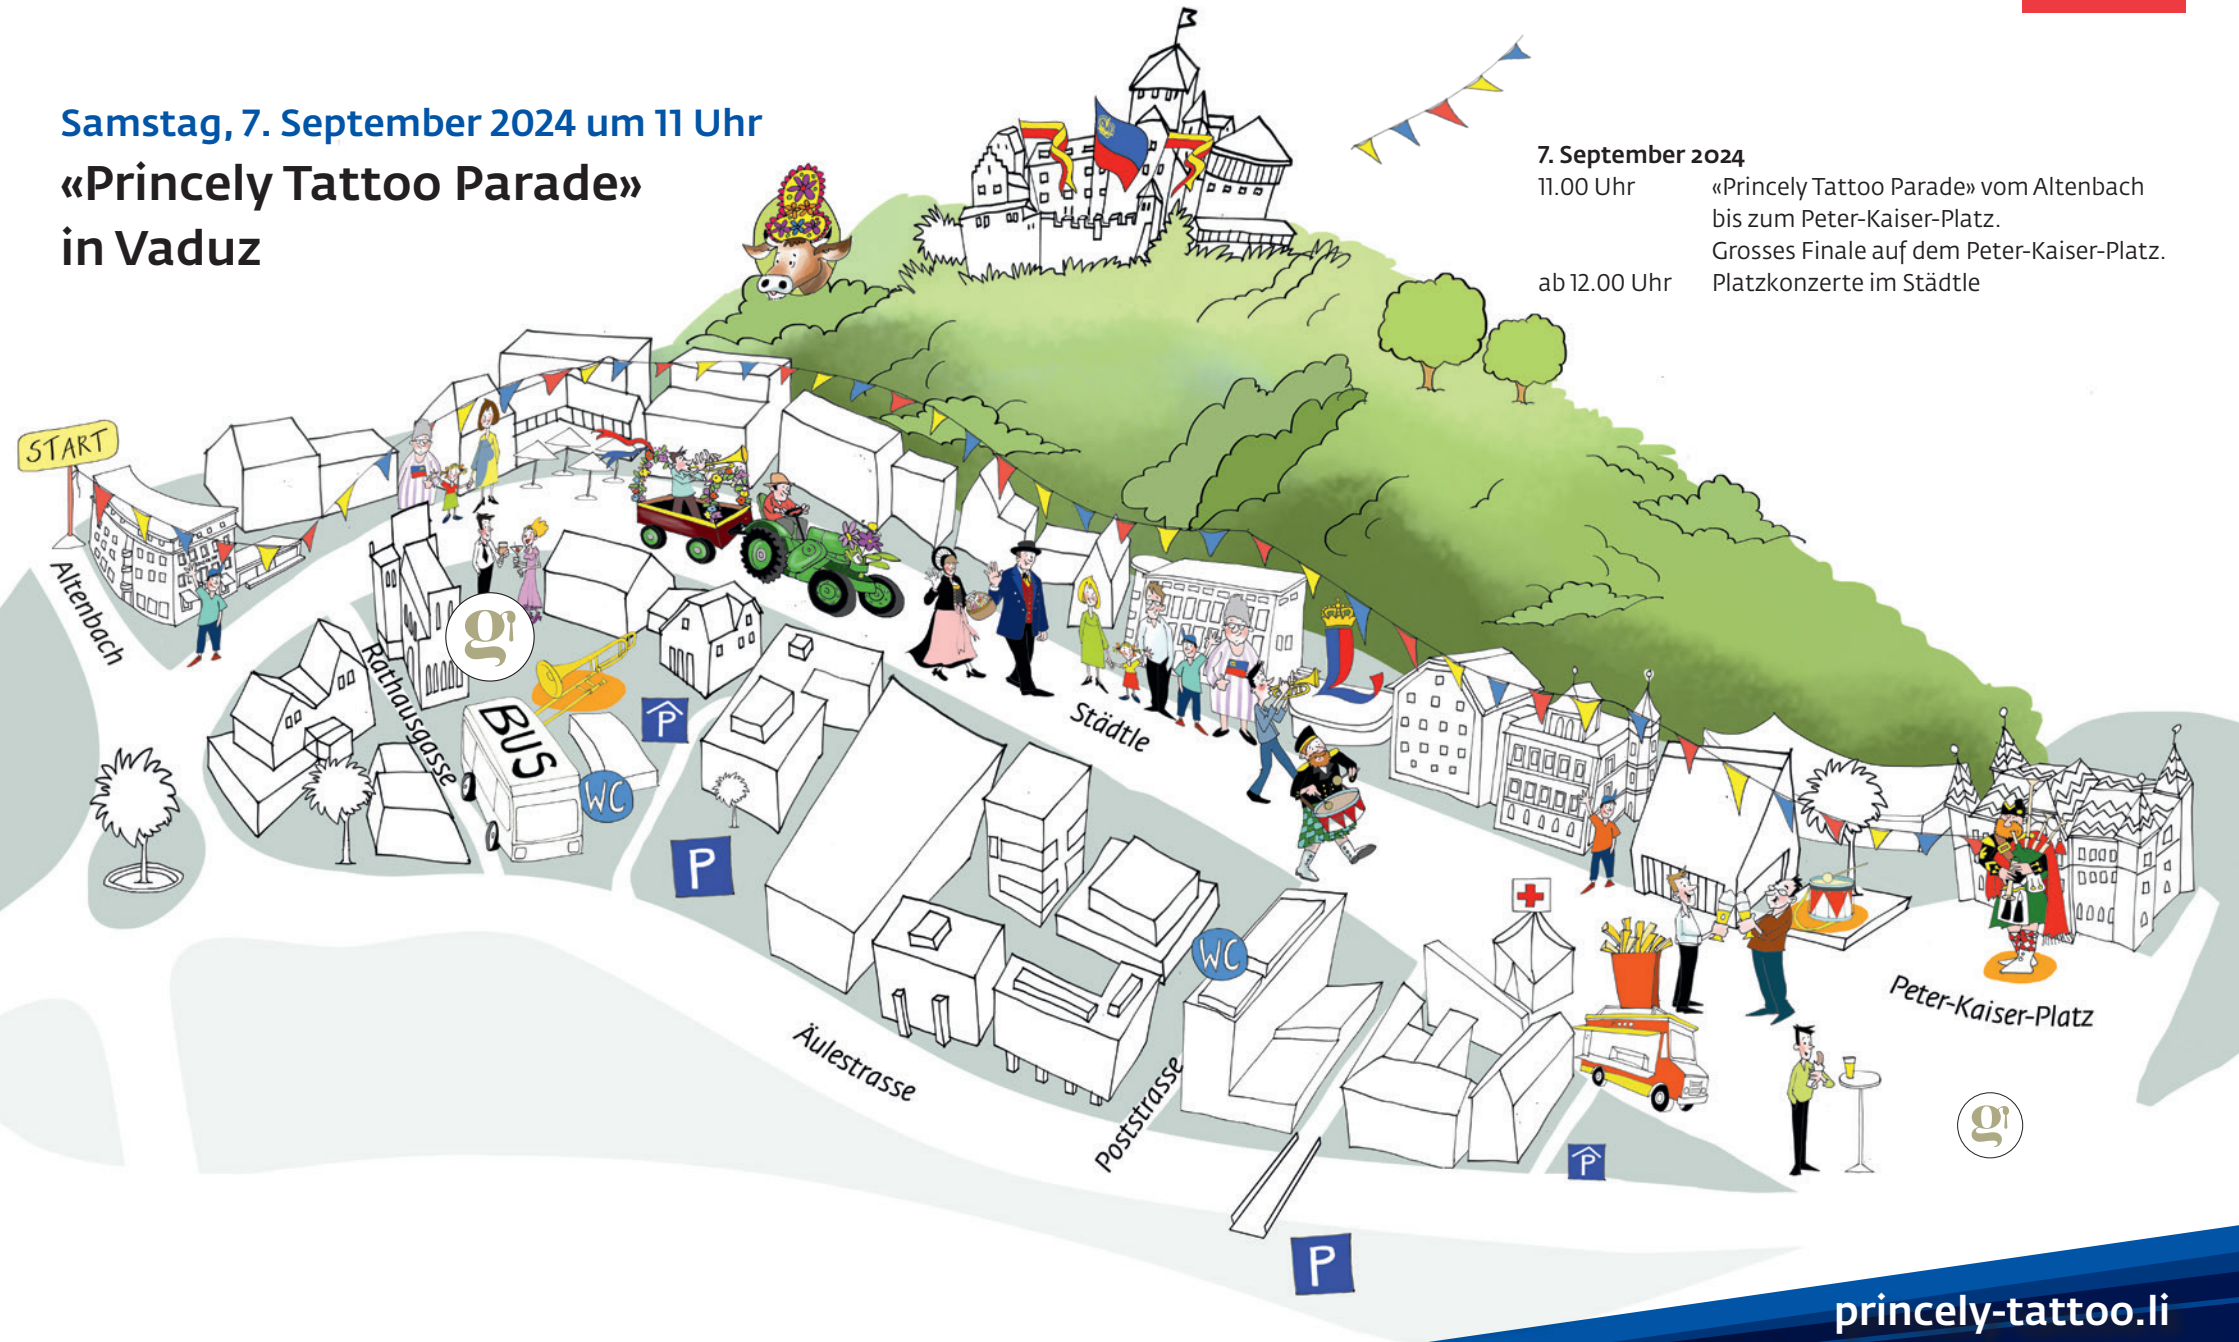 Samstag, 7. September 2024 um 11 Uhr
«Princely Tattoo Parade»
in Vaduz
7. September 2024
11.00 Uhr «Princely Tattoo Parade» vom Altenbach
bis zum Peter-Kaiser-Platz.
Grosses Finale auf dem Peter-Kaiser-Platz.
ab 12.00 Uhr Platzkonzerte im Städtle
START
Altenbach
Rathausgasse
g
BUS
WC
P
P
Städtle
L
WC
Äulestrasse
Poststrasse
Peter-Kaiser-Platz
g
P
P
princely-tattoo.li